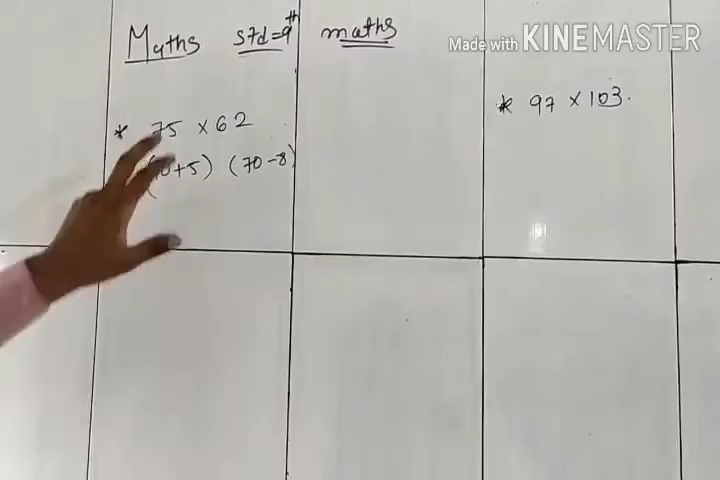 Maths std=9th maths
Made with KINEMASTER
* 97 × 103.
* 75 × 62
+5) (70-8)